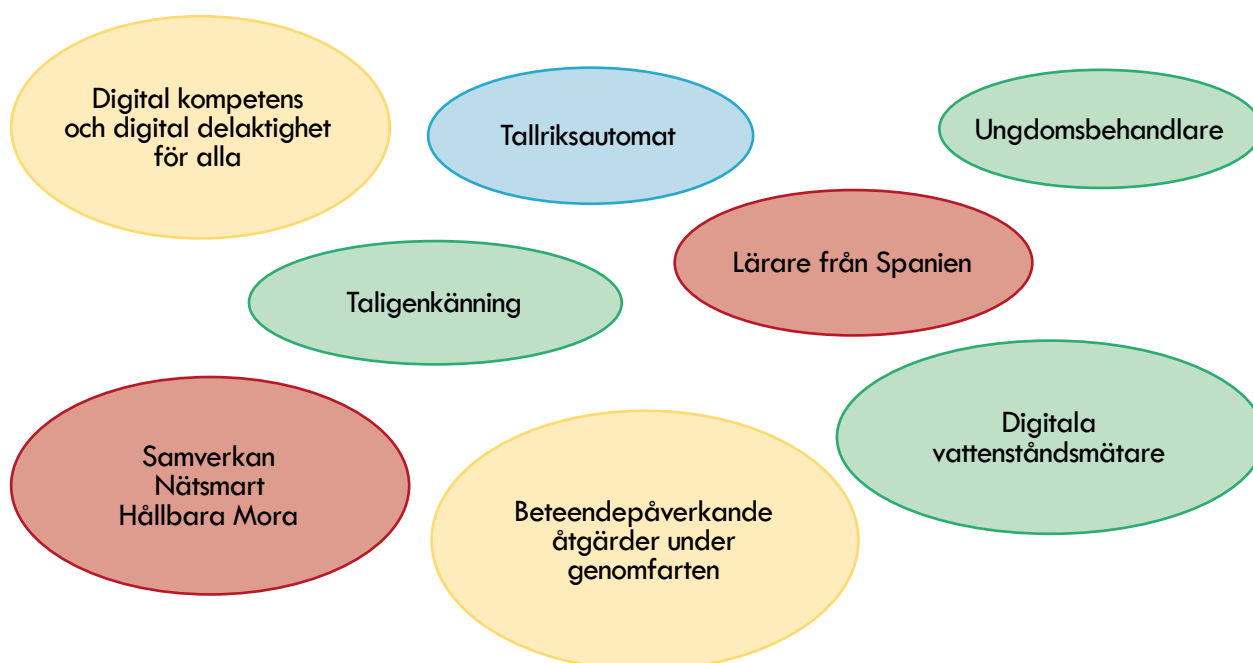 Digital kompetens
och digital delaktighet
för alla
Tallriksautomat
Ungdomsbehandlare
Lärare från Spanien
Taligenkänning
Digitala
vattenståndsmätare
Samverkan
Nätsmart
Hållbara Mora
Beteendepåverkande
åtgärder under
genomfarten